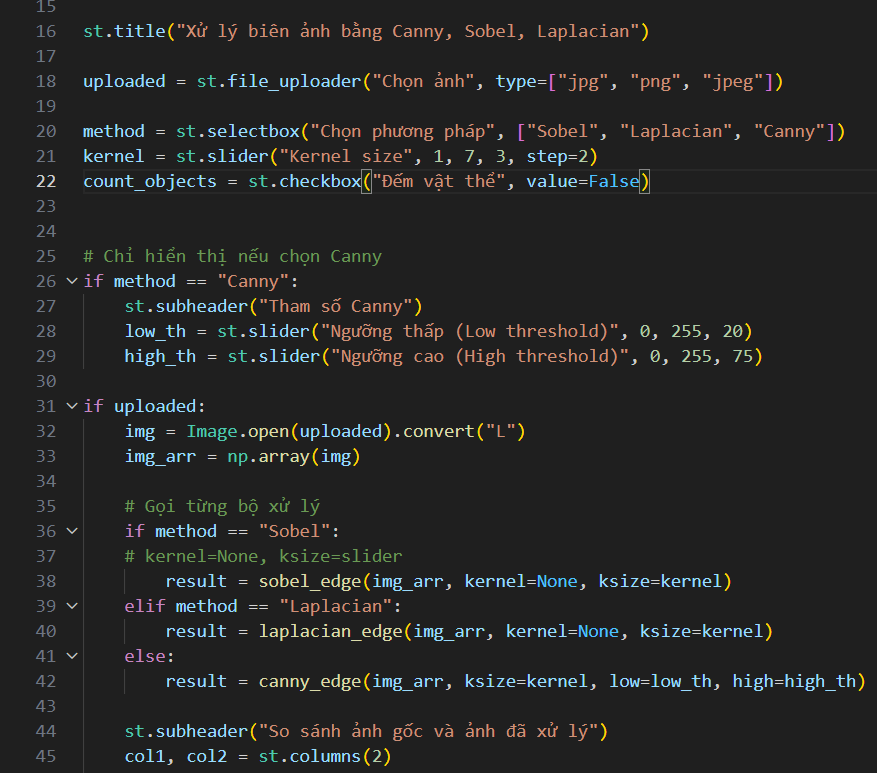 15
16 st.title("Xử lý biên ảnh bằng Canny, Sobel, Laplacian")
17
18 uploaded = st.file_uploader("Chọn ảnh", type=["jpg", "png", "jpeg"])
19
20 method = st.selectbox("Chọn phương pháp", ["Sobel", "Laplacian", "Canny"])
21 kernel = st.slider("Kernel size", 1, 7, 3, step=2)
22 count_objects = st.checkbox("Đếm vật thể", value=False)
23
24
25 # Chỉ hiển thị nếu chọn Canny
26 if method == "Canny":
27     st.subheader("Tham số Canny")
28     low_th = st.slider("Ngưỡng thấp (Low threshold)", 0, 255, 20)
29     high_th = st.slider("Ngưỡng cao (High threshold)", 0, 255, 75)
30
31 if uploaded:
32     img = Image.open(uploaded).convert("L")
33     img_arr = np.array(img)
34
35     # Gọi từng bộ xử lý
36     if method == "Sobel":
37     # kernel=None, ksize=slider
38         result = sobel_edge(img_arr, kernel=None, ksize=kernel)
39     elif method == "Laplacian":
40         result = laplacian_edge(img_arr, kernel=None, ksize=kernel)
41     else:
42         result = canny_edge(img_arr, ksize=kernel, low=low_th, high=high_th)
43
44     st.subheader("So sánh ảnh gốc và ảnh đã xử lý")
45     col1, col2 = st.columns(2)